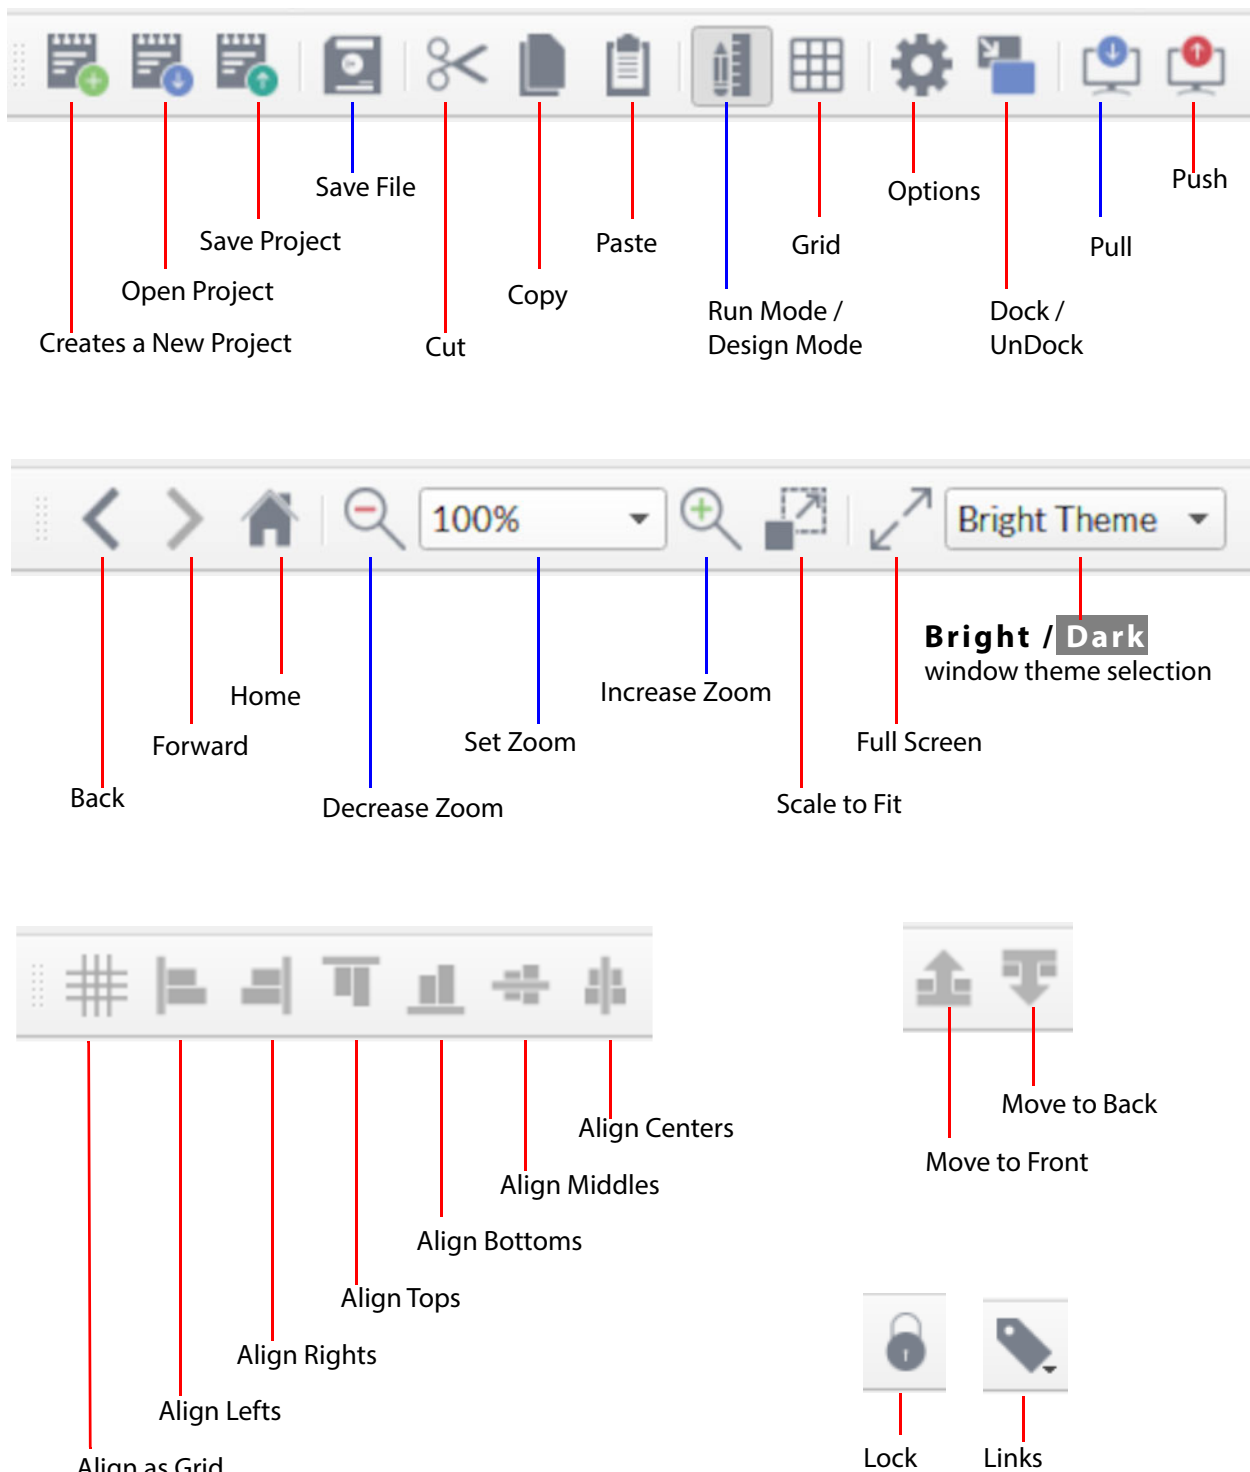 Save File
Options
Push
Save Project
Paste
Grid
Pull
Open Project
Copy
Run Mode /
Design Mode
Dock /
UnDock
Creates a New Project
Cut
100%
Bright Theme
Bright / Dark
window theme selection
Home
Increase Zoom
Forward
Set Zoom
Full Screen
Back
Decrease Zoom
Scale to Fit
Align Centers
Move to Back
Align Middles
Move to Front
Align Bottoms
Align Tops
Align Rights
Align Lefts
Align as Grid
Lock
Links